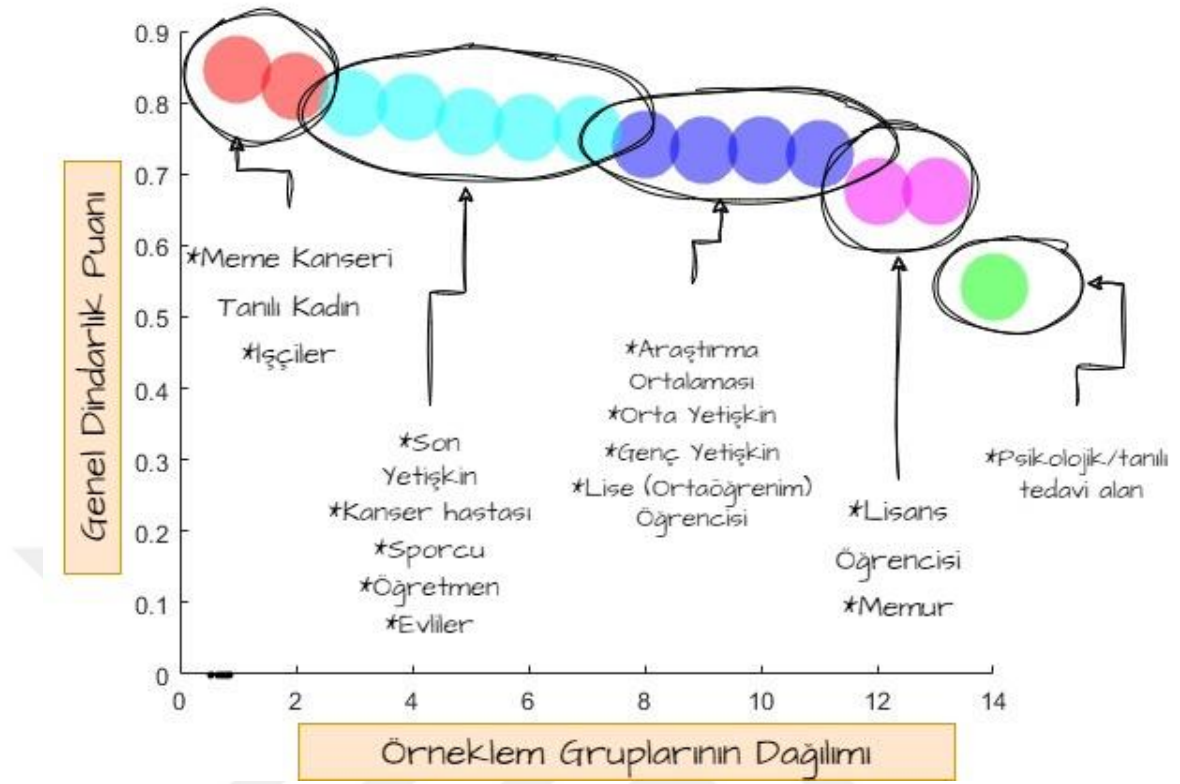 0.9
0.8
0.7
0.6
0.5
0.4
0.3
0.2
0.1
0
Genel Dindarlık Puanı
*Meme Kanseri
Tanılı Kadın
*İşçiler
*Son
Yetişkin
*Kanser hastası
*Sporcu
*Öğretmen
*Evliler
*Araştırma
Ortalaması
*Orta Yetişkin
*Genç Yetişkin
*Lise (Ortaöğrenim)
Öğrencisi
*Lisans
Öğrencisi
*Memur
*Psikolojik/tanılı
tedavi alan
0 2 4 6 8 10 12 14
Örneklem Gruplarının Dağılımı